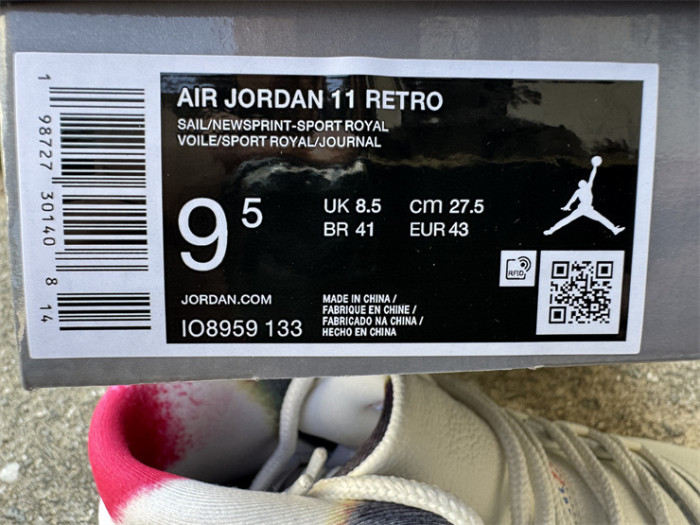 AIR JORDAN 11 RETRO
SAIL/NEWSPRINT-SPORT ROYAL
VOILE/SPORT ROYAL/JOURNAL
9 5
UK 8.5 cm 27.5
BR 41 EUR 43
RFID
JORDAN.COM
IO8959 133
MADE IN CHINA /
FABRIQUE EN CHINE /
FABRICADO NA CHINA /
HECHO EN CHINA
1 98727 30140 8 14